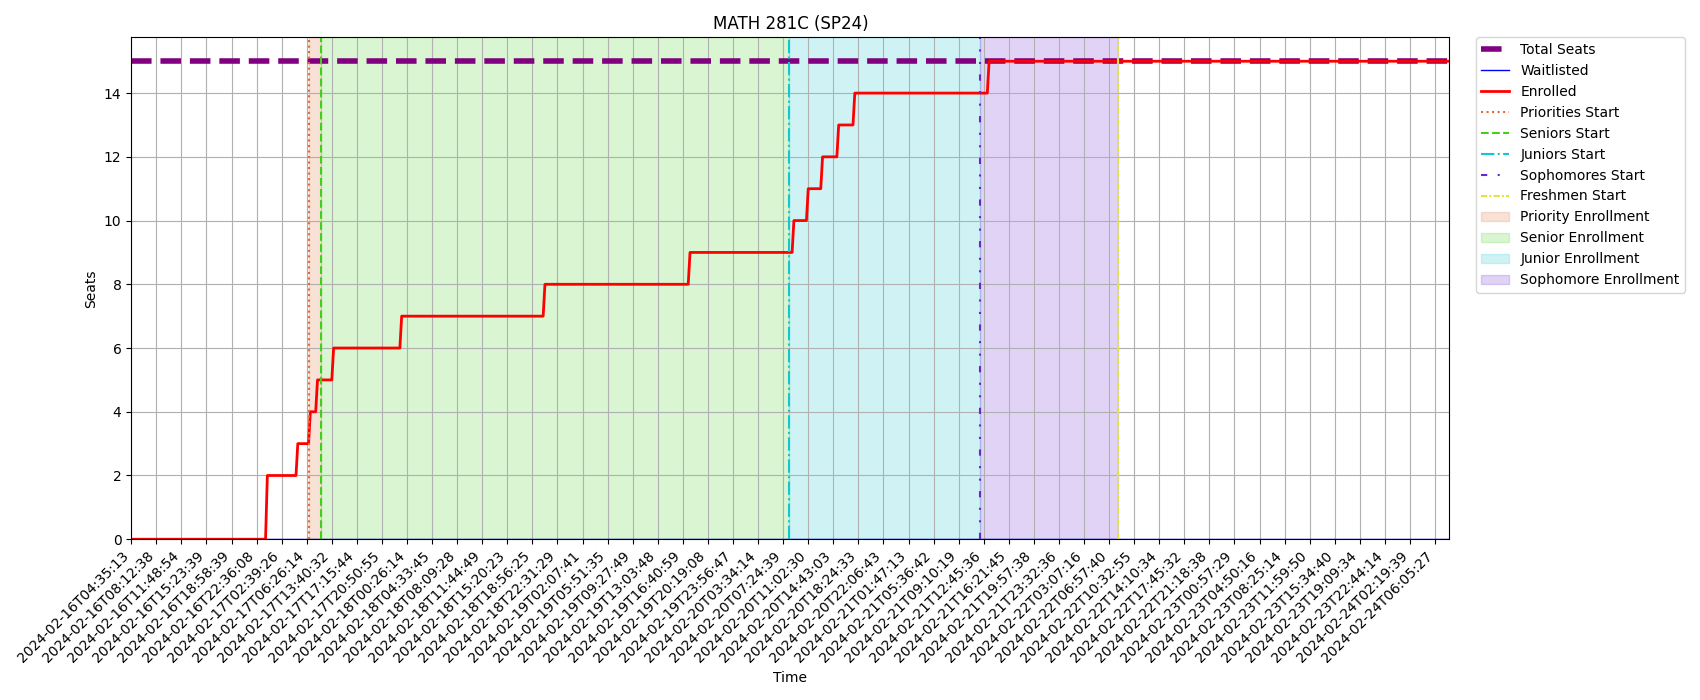 MATH 281C (SP24)
Total Seats
Waitlisted
Enrolled
Priorities Start
Seniors Start
Juniors Start
Sophomores Start
Freshmen Start
Priority Enrollment
Senior Enrollment
Junior Enrollment
Sophomore Enrollment
Seats
14
12
10
8
6
4
2
0
2024-02-16T04:35:13
2024-02-16T08:12:38
2024-02-16T11:48:54
2024-02-16T15:23:39
2024-02-16T18:58:39
2024-02-16T22:36:08
2024-02-17T02:39:26
2024-02-17T06:26:14
2024-02-17T13:40:32
2024-02-17T17:15:44
2024-02-17T20:50:55
2024-02-18T00:26:14
2024-02-18T04:33:45
2024-02-18T08:09:28
2024-02-18T11:44:49
2024-02-18T15:20:23
2024-02-18T18:56:25
2024-02-18T22:31:29
2024-02-19T02:07:41
2024-02-19T05:51:35
2024-02-19T09:27:49
2024-02-19T13:03:48
2024-02-19T16:40:59
2024-02-19T20:19:08
2024-02-19T23:56:47
2024-02-20T03:34:14
2024-02-20T07:24:39
2024-02-20T11:02:30
2024-02-20T14:43:03
2024-02-20T18:24:33
2024-02-20T22:06:43
2024-02-21T01:47:13
2024-02-21T05:36:42
2024-02-21T09:10:19
2024-02-21T12:45:36
2024-02-21T16:21:45
2024-02-21T19:57:38
2024-02-21T23:32:36
2024-02-22T03:07:16
2024-02-22T06:57:40
2024-02-22T10:32:55
2024-02-22T14:10:34
2024-02-22T17:45:32
2024-02-22T21:18:38
2024-02-23T00:57:29
2024-02-23T04:50:16
2024-02-23T08:25:14
2024-02-23T11:59:50
2024-02-23T15:34:40
2024-02-23T19:09:34
2024-02-23T22:44:14
2024-02-24T02:19:39
2024-02-24T06:05:27
Time